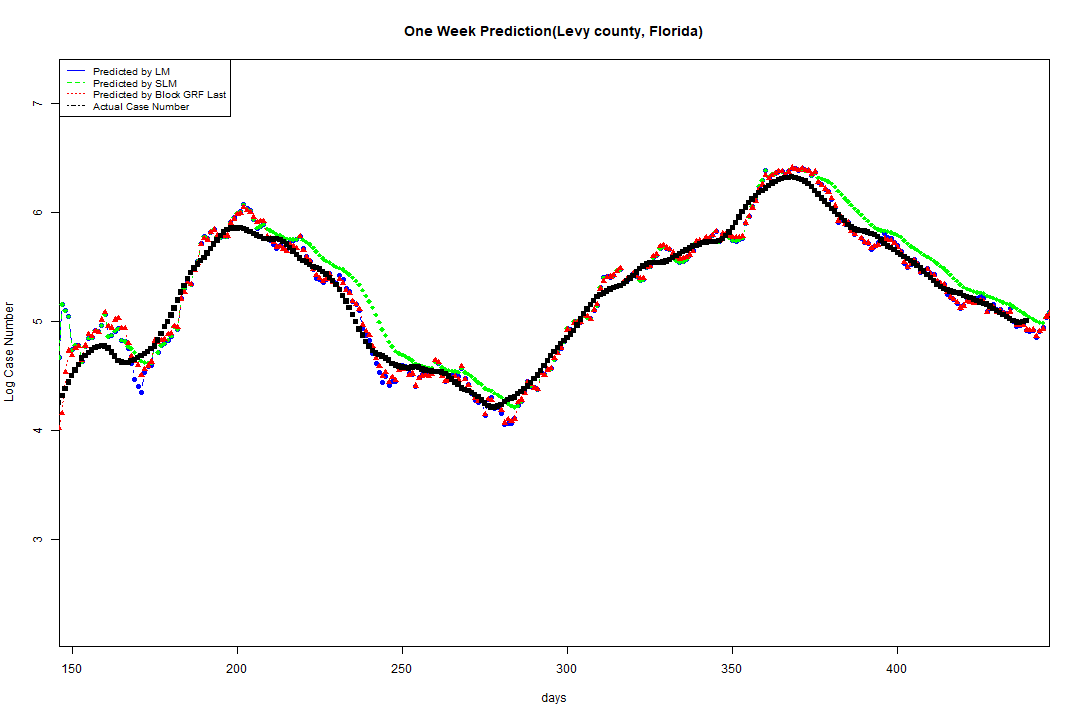 One Week Prediction(Levy county, Florida)
Predicted by LM
Predicted by SLM
Predicted by Block GRF Last
Actual Case Number
7
6
5
4
3
Log Case Number
150 200 250 300 350 400
days